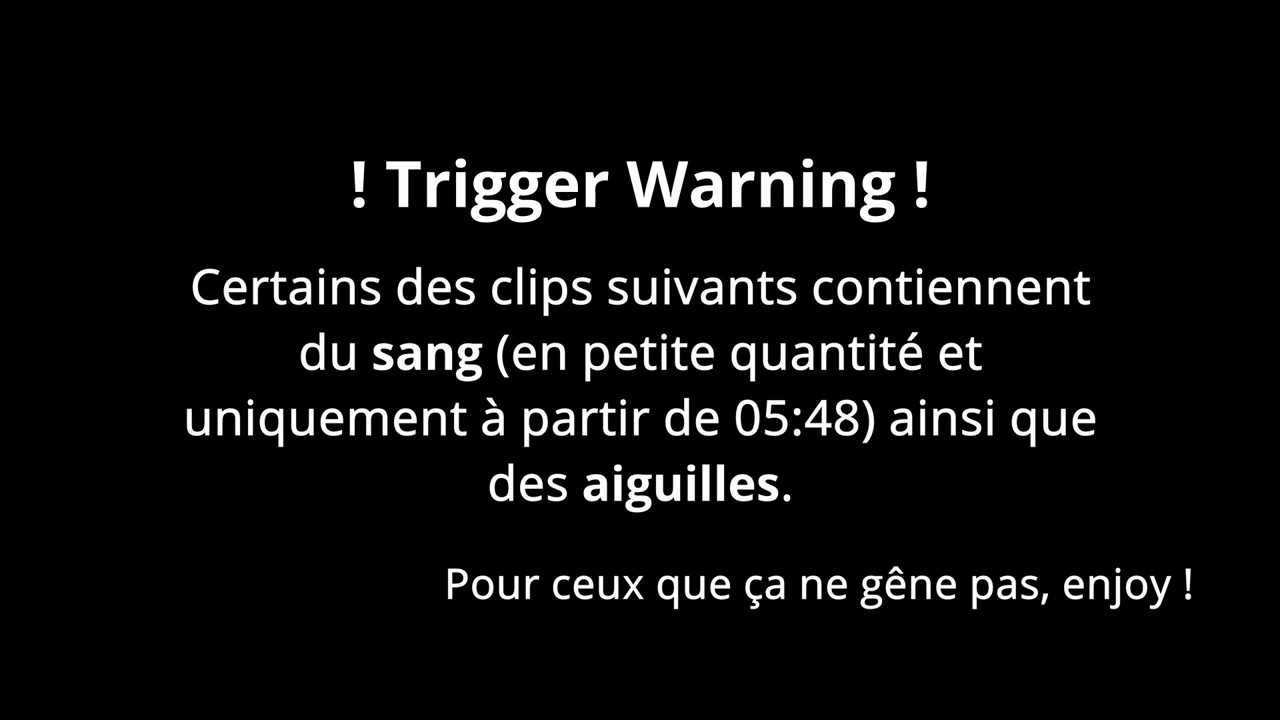 ! Trigger Warning !
Certains des clips suivants contiennent
du sang (en petite quantité et
uniquement à partir de 05:48) ainsi que
des aiguilles.
Pour ceux que ça ne gêne pas, enjoy !